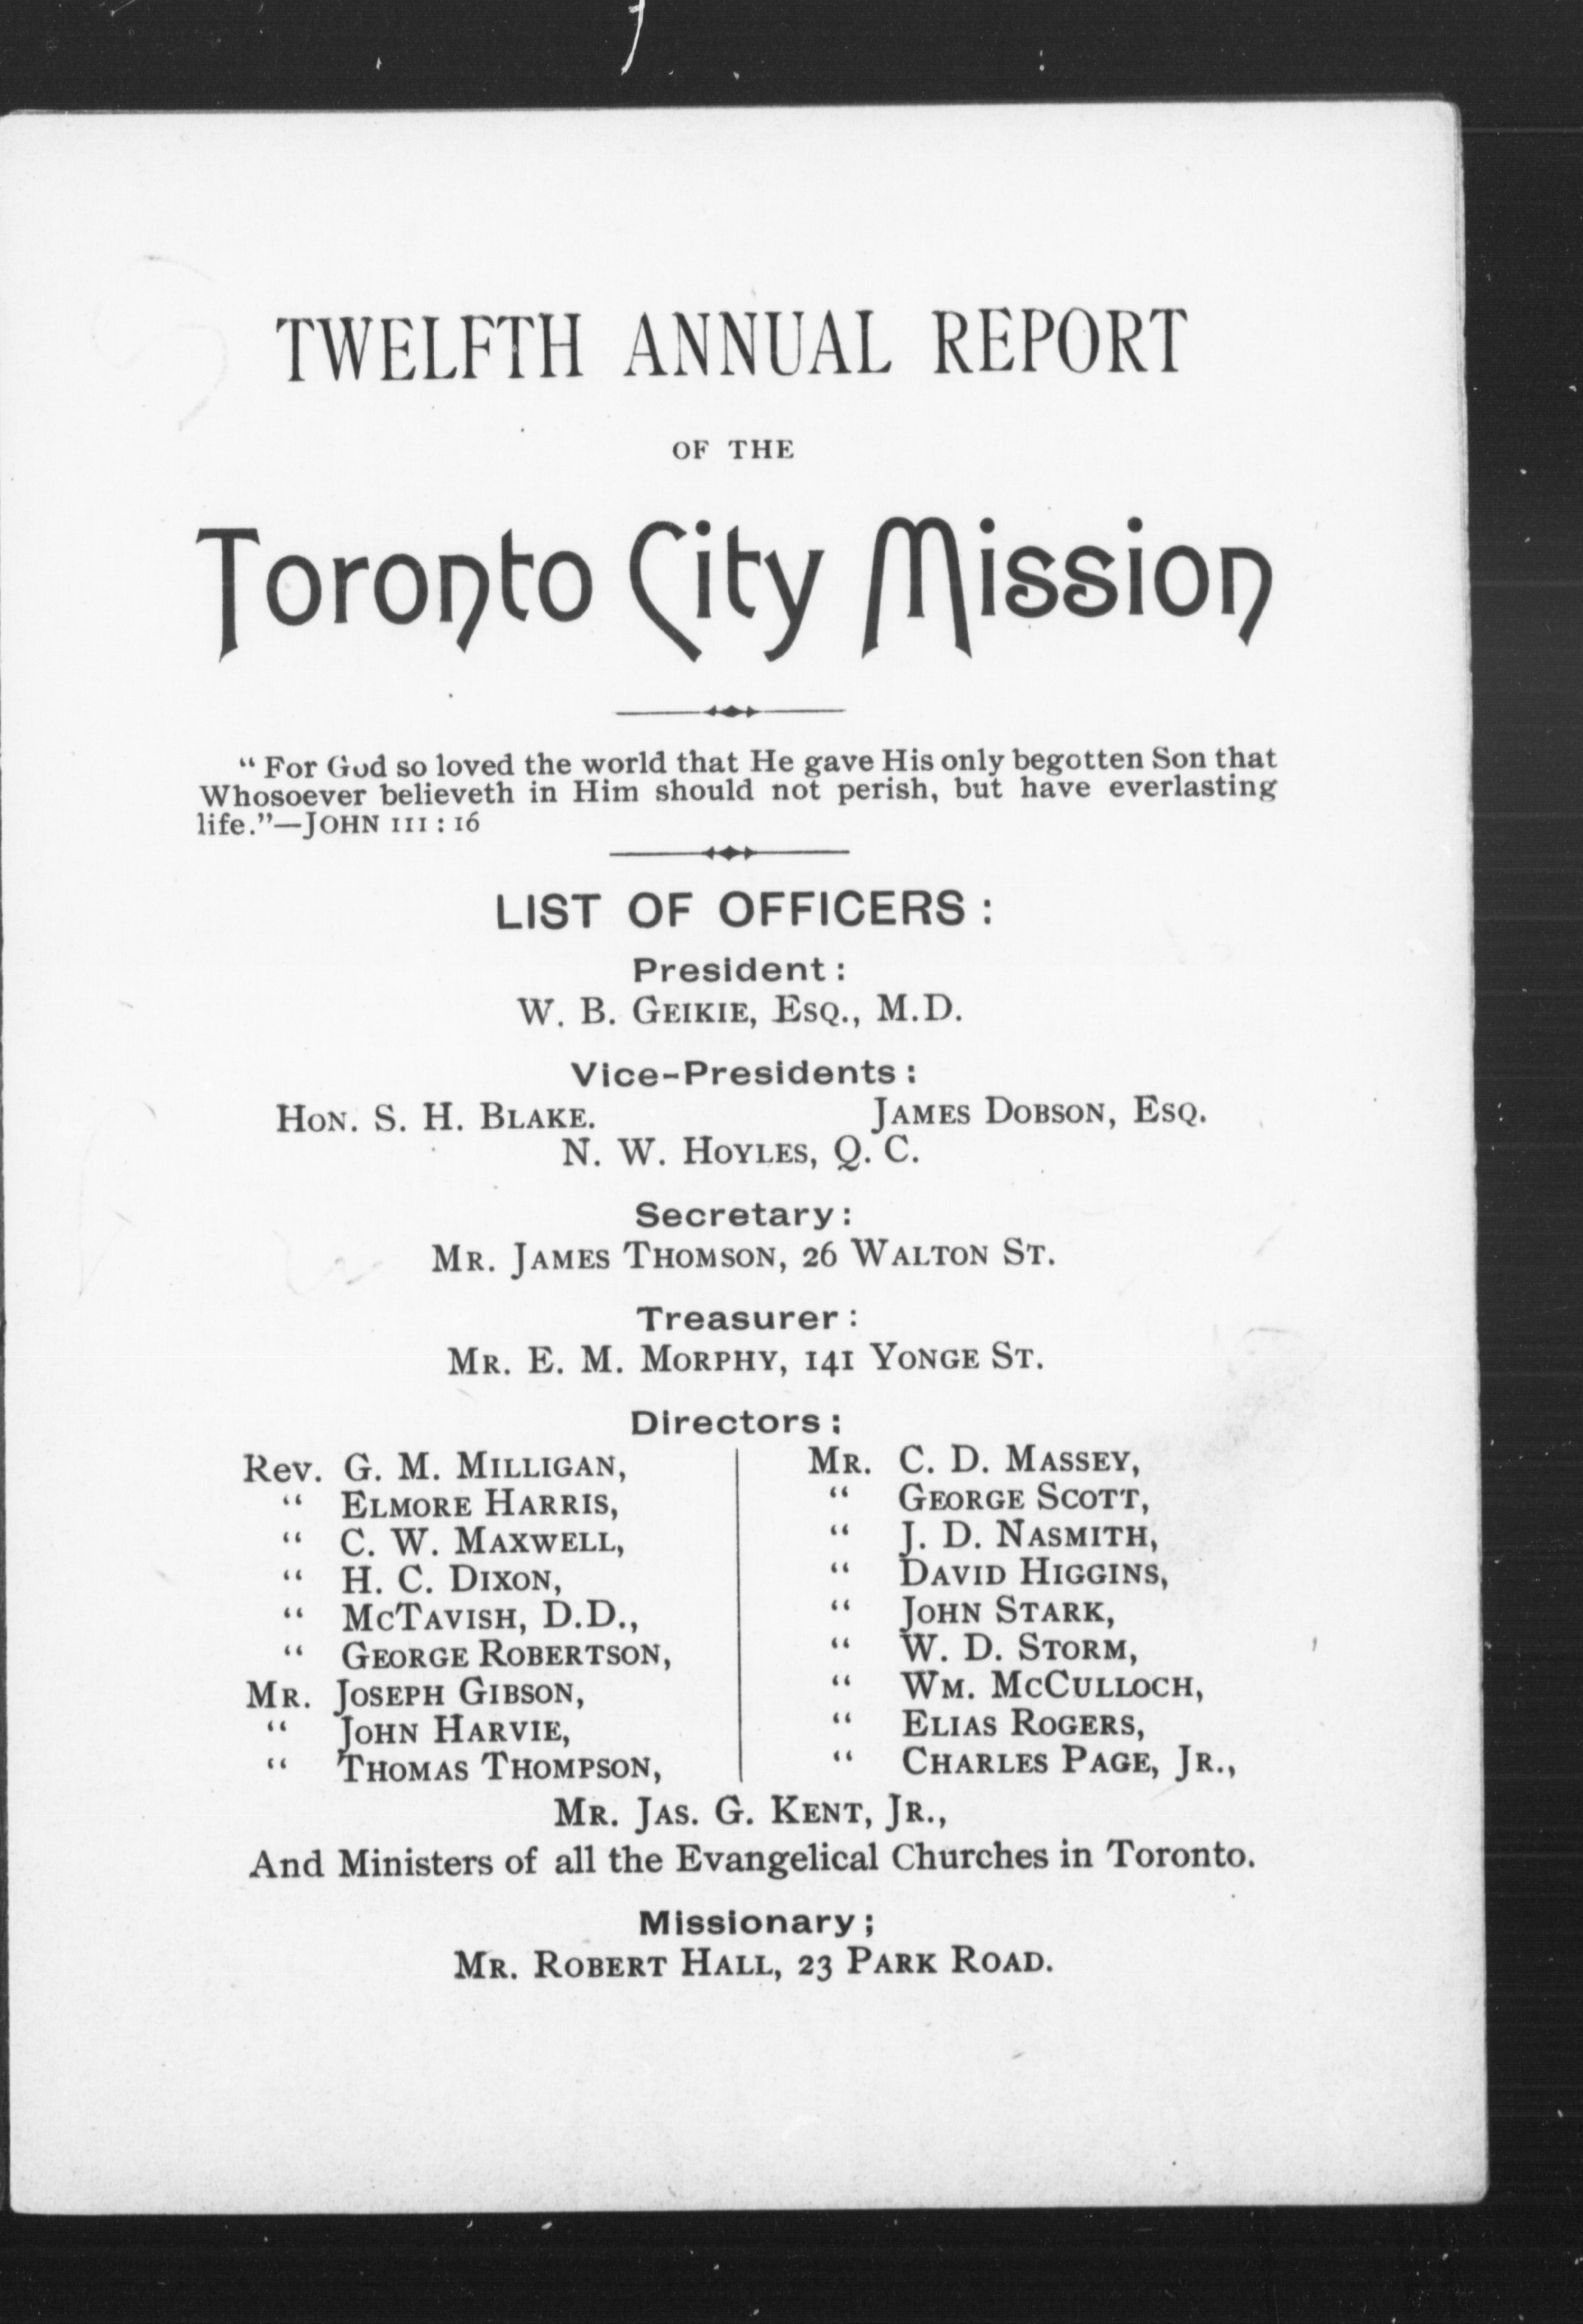 TWELFTH ANNUAL REPORT
OF THE
Toronto City Mission
“ For God so loved the world that He gave His only begotten Son that
Whosoever believeth in Him should not perish, but have everlasting
life.”—JOHN III : 16
LIST OF OFFICERS :
President :
W. B. GEIKIE, ESQ., M.D.
Vice-Presidents :
HON. S. H. BLAKE. JAMES DOBSON, ESQ.
N. W. HOYLES, Q. C.
Secretary :
MR. JAMES THOMSON, 26 WALTON ST.
Treasurer :
MR. E. M. MORPHY, 141 YONGE ST.
Directors :
Rev. G. M. MILLIGAN,
“ ELMORE HARRIS,
“ C. W. MAXWELL,
“ H. C. DIXON,
“ MCTAVISH, D.D.,
“ GEORGE ROBERTSON,
MR. JOSEPH GIBSON,
“ JOHN HARVIE,
“ THOMAS THOMPSON,
MR. C. D. MASSEY,
“ GEORGE SCOTT,
“ J. D. NASMITH,
“ DAVID HIGGINS,
“ JOHN STARK,
“ W. D. STORM,
“ WM. MCCULLOCH,
“ ELIAS ROGERS,
“ CHARLES PAGE, JR.,
MR. JAS. G. KENT, JR.,
And Ministers of all the Evangelical Churches in Toronto.
Missionary ;
MR. ROBERT HALL, 23 PARK ROAD.